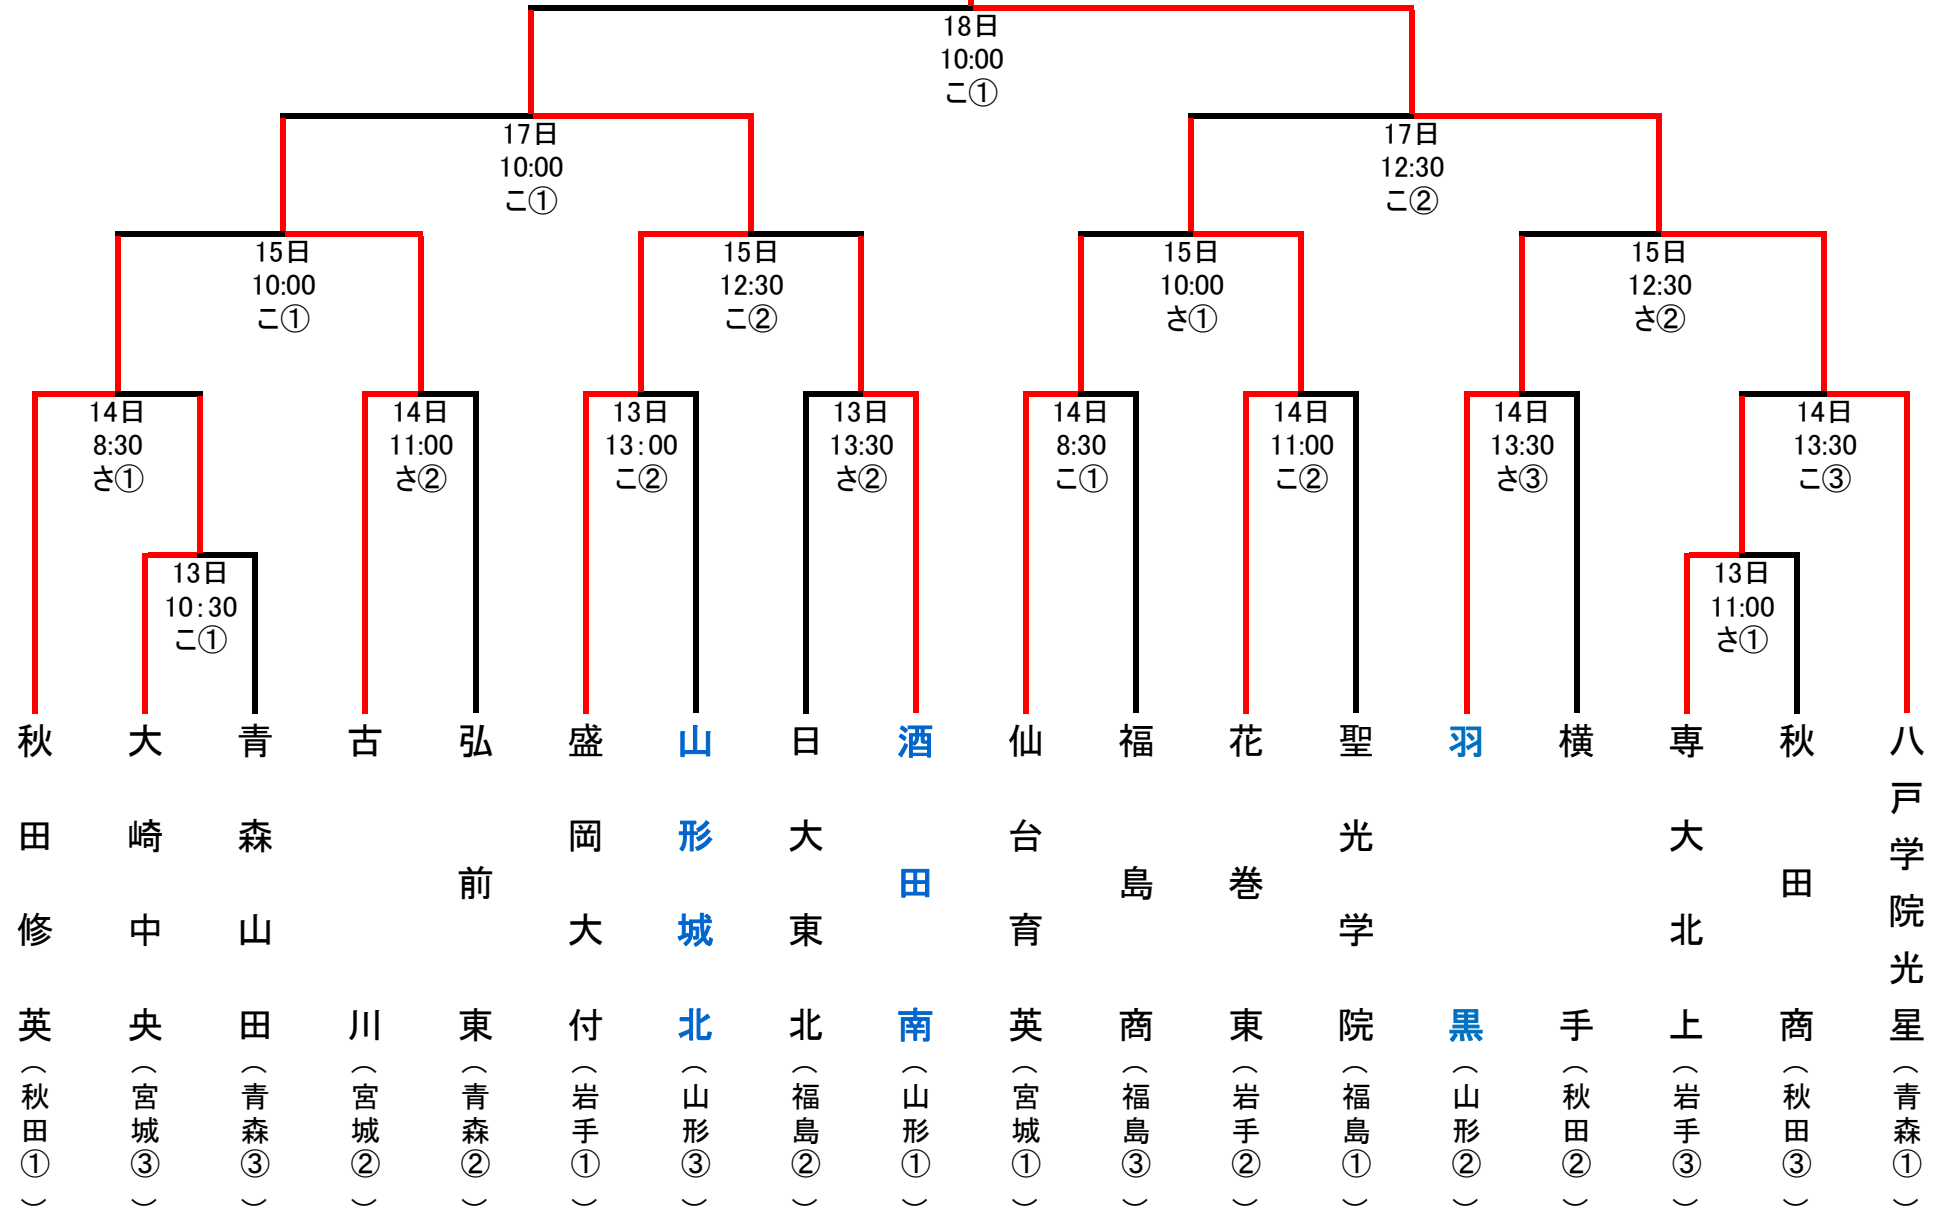 18日
10:00
こ①
17日
10:00
こ①
17日
12:30
こ②
15日
10:00
こ①
15日
12:30
こ②
15日
10:00
さ①
15日
12:30
さ②
14日
8:30
さ①
14日
11:00
さ②
13日
13:00
こ②
13日
13:30
さ②
14日
8:30
こ①
14日
11:00
こ②
14日
13:30
さ③
14日
13:30
こ③
13日
10:30
こ①
13日
11:00
さ①
秋田修英(秋田①)
大崎中央(宮城③)
青森山田(青森③)
古川(宮城②)
弘前東(青森②)
盛岡大付(岩手①)
山形城北(山形③)
日大東北(福島②)
酒田南(山形①)
仙台育英(宮城①)
福島商(福島③)
花巻東(岩手②)
聖光学院(福島①)
羽黒(山形②)
横手(秋田②)
専大北上(岩手③)
秋田商(秋田③)
八戸学院光星(青森①)